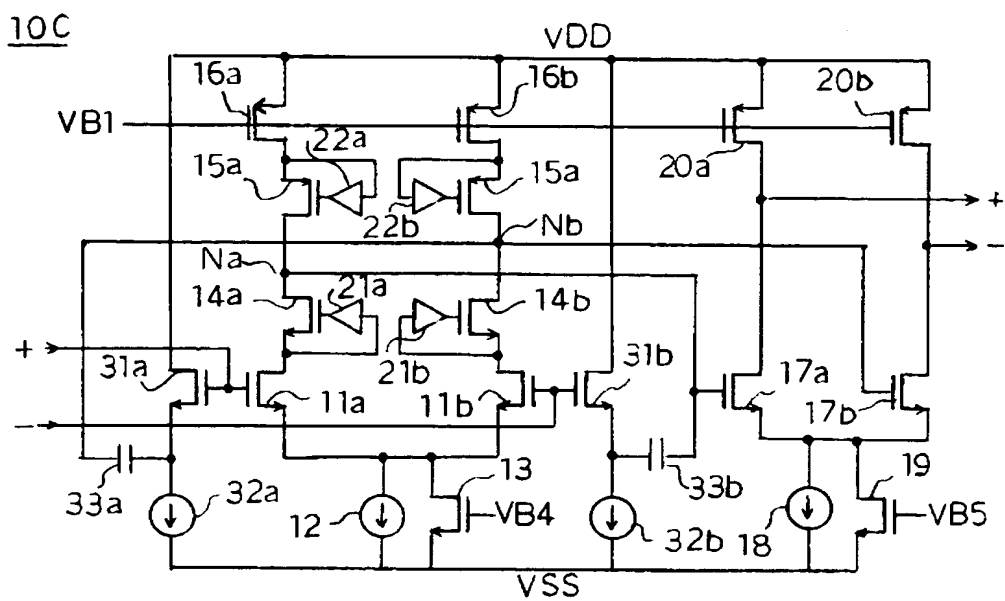 10C
VDD
16a
16b
20b
VB1
22a
20a
15a
15a
22b
+
Nb
−
Na
14a
21a
14b
+
31a
21b
31b
17a
11a
11b
17b
−
13
19
33a
32a
33b
12
VB4
18
VB5
32b
VSS